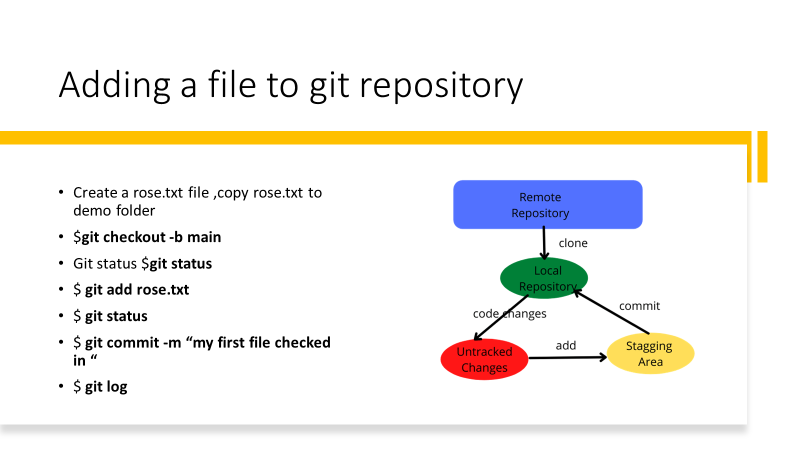 Adding a file to git repository
• Create a rose.txt file ,copy rose.txt to
demo folder
• $git checkout -b main
• Git status $git status
• $ git add rose.txt
• $ git status
• $ git commit -m “my first file checked
in “
• $ git log
Remote
Repository
clone
Local
Repository
code changes
commit
Untracked
Changes
add
Stagging
Area